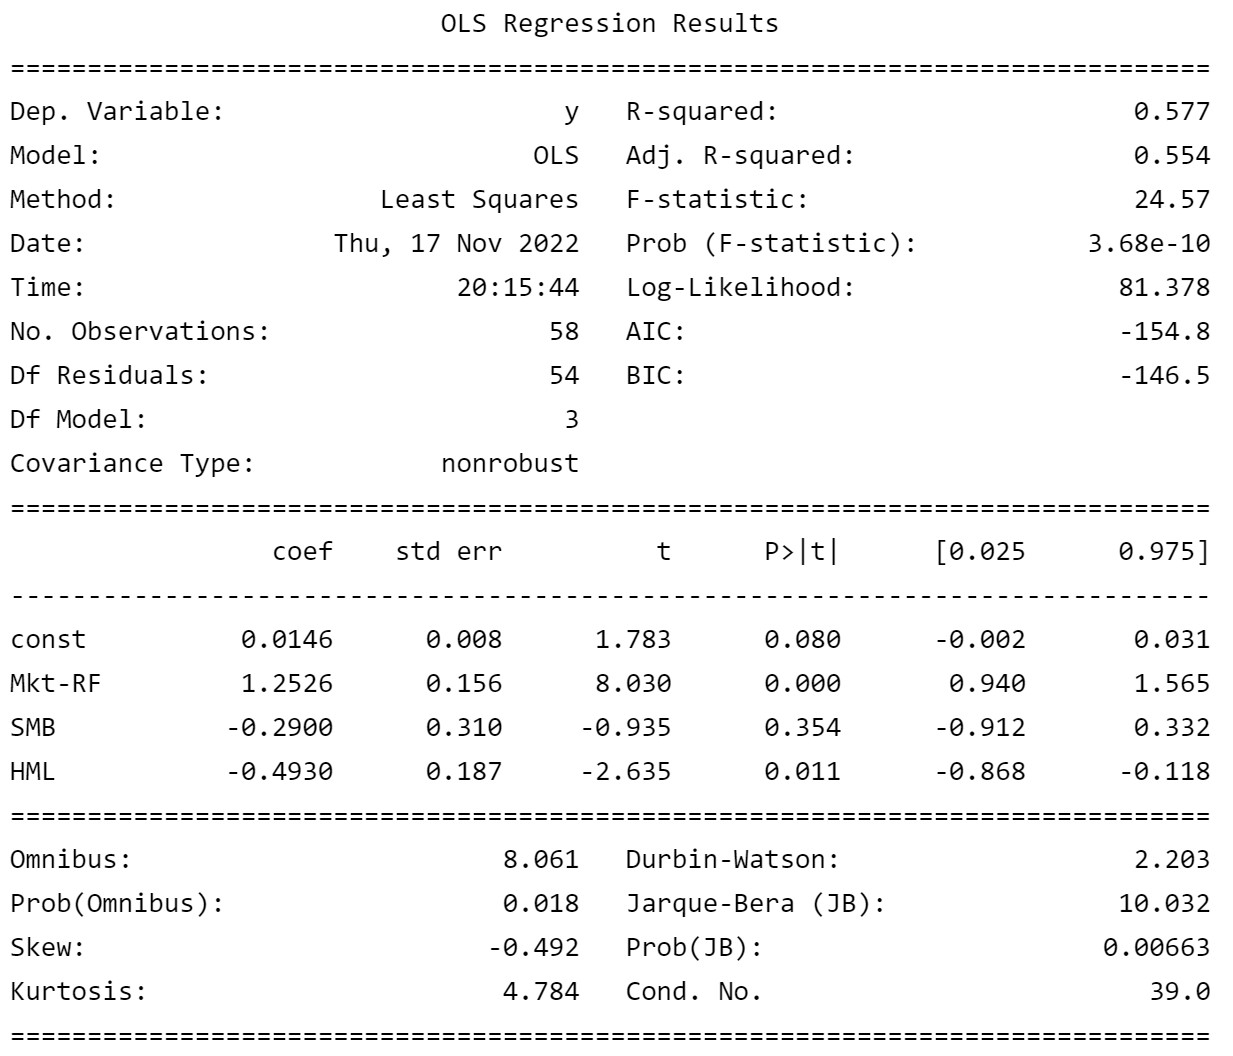 OLS Regression Results
==============================================================================
Dep. Variable:                      y   R-squared:                       0.577
Model:                            OLS   Adj. R-squared:                  0.554
Method:                 Least Squares   F-statistic:                     24.57
Date:                Thu, 17 Nov 2022   Prob (F-statistic):           3.68e-10
Time:                        20:15:44   Log-Likelihood:                 81.378
No. Observations:                  58   AIC:                            -154.8
Df Residuals:                      54   BIC:                            -146.5
Df Model:                           3
Covariance Type:            nonrobust
==============================================================================
                 coef    std err          t      P>|t|      [0.025      0.975]
------------------------------------------------------------------------------
const          0.0146      0.008      1.783      0.080      -0.002       0.031
Mkt-RF         1.2526      0.156      8.030      0.000       0.940       1.565
SMB           -0.2900      0.310     -0.935      0.354      -0.912       0.332
HML           -0.4930      0.187     -2.635      0.011      -0.868      -0.118
==============================================================================
Omnibus:                        8.061   Durbin-Watson:                   2.203
Prob(Omnibus):                  0.018   Jarque-Bera (JB):               10.032
Skew:                          -0.492   Prob(JB):                      0.00663
Kurtosis:                       4.784   Cond. No.                         39.0
==============================================================================